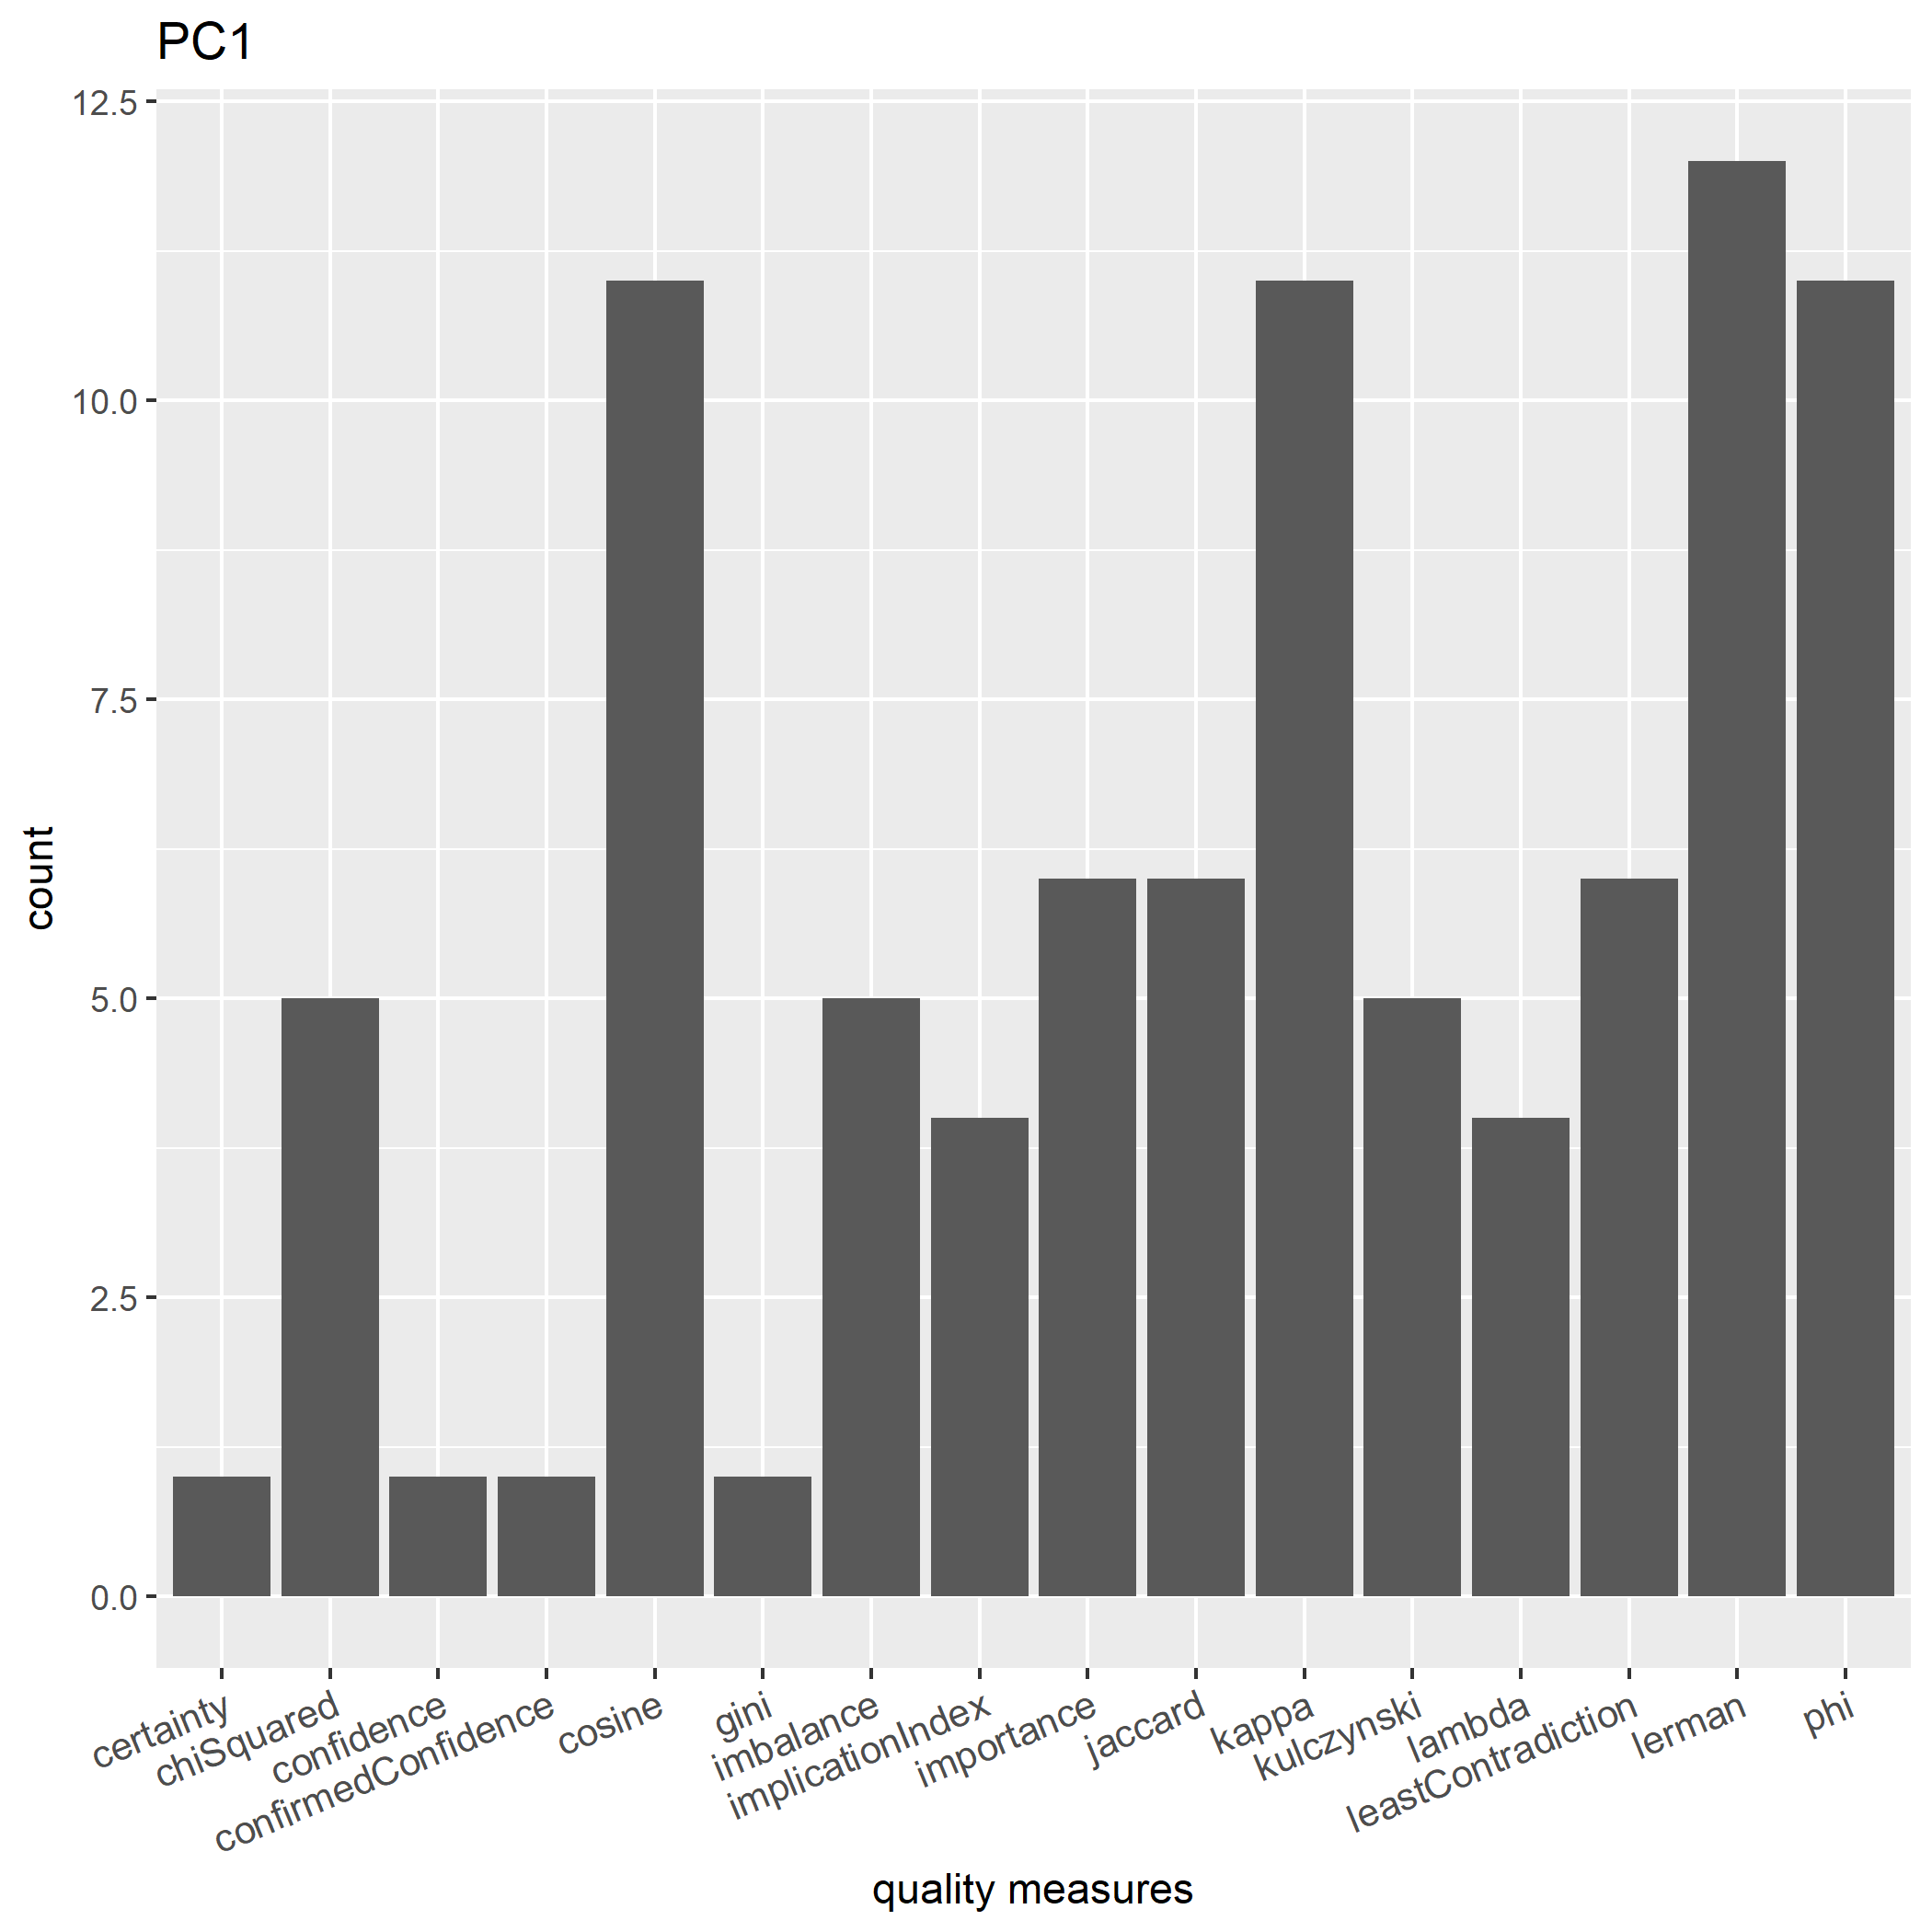 PC1
12.5
10.0
7.5
5.0
2.5
0.0
count
certainty
chiSquared
confidence
confirmedConfidence
cosine
gini
imbalance
implicationIndex
importance
jaccard
kappa
kulczynski
lambda
leastContradiction
lerman
phi
quality measures